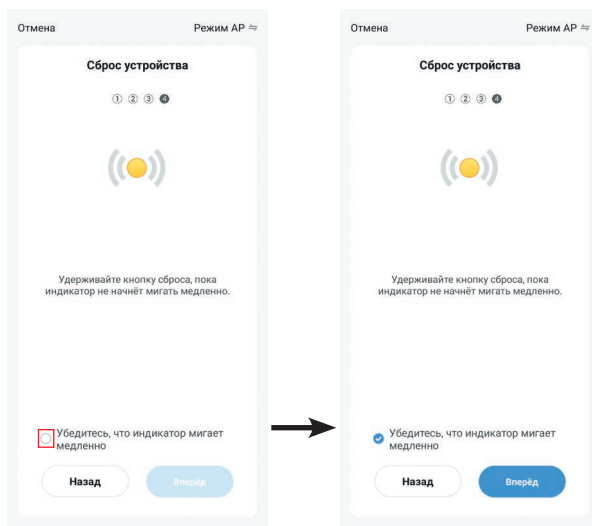 Отмена
Режим AP ⇋
Сброс устройства
① ② ③ ❹
Удерживайте кнопку сброса, пока
индикатор не начнёт мигать медленно.
Убедитесь, что индикатор мигает
медленно
Назад
Вперёд
Отмена
Режим AP ⇋
Сброс устройства
① ② ③ ❹
Удерживайте кнопку сброса, пока
индикатор не начнёт мигать медленно.
Убедитесь, что индикатор мигает
медленно
Назад
Вперёд